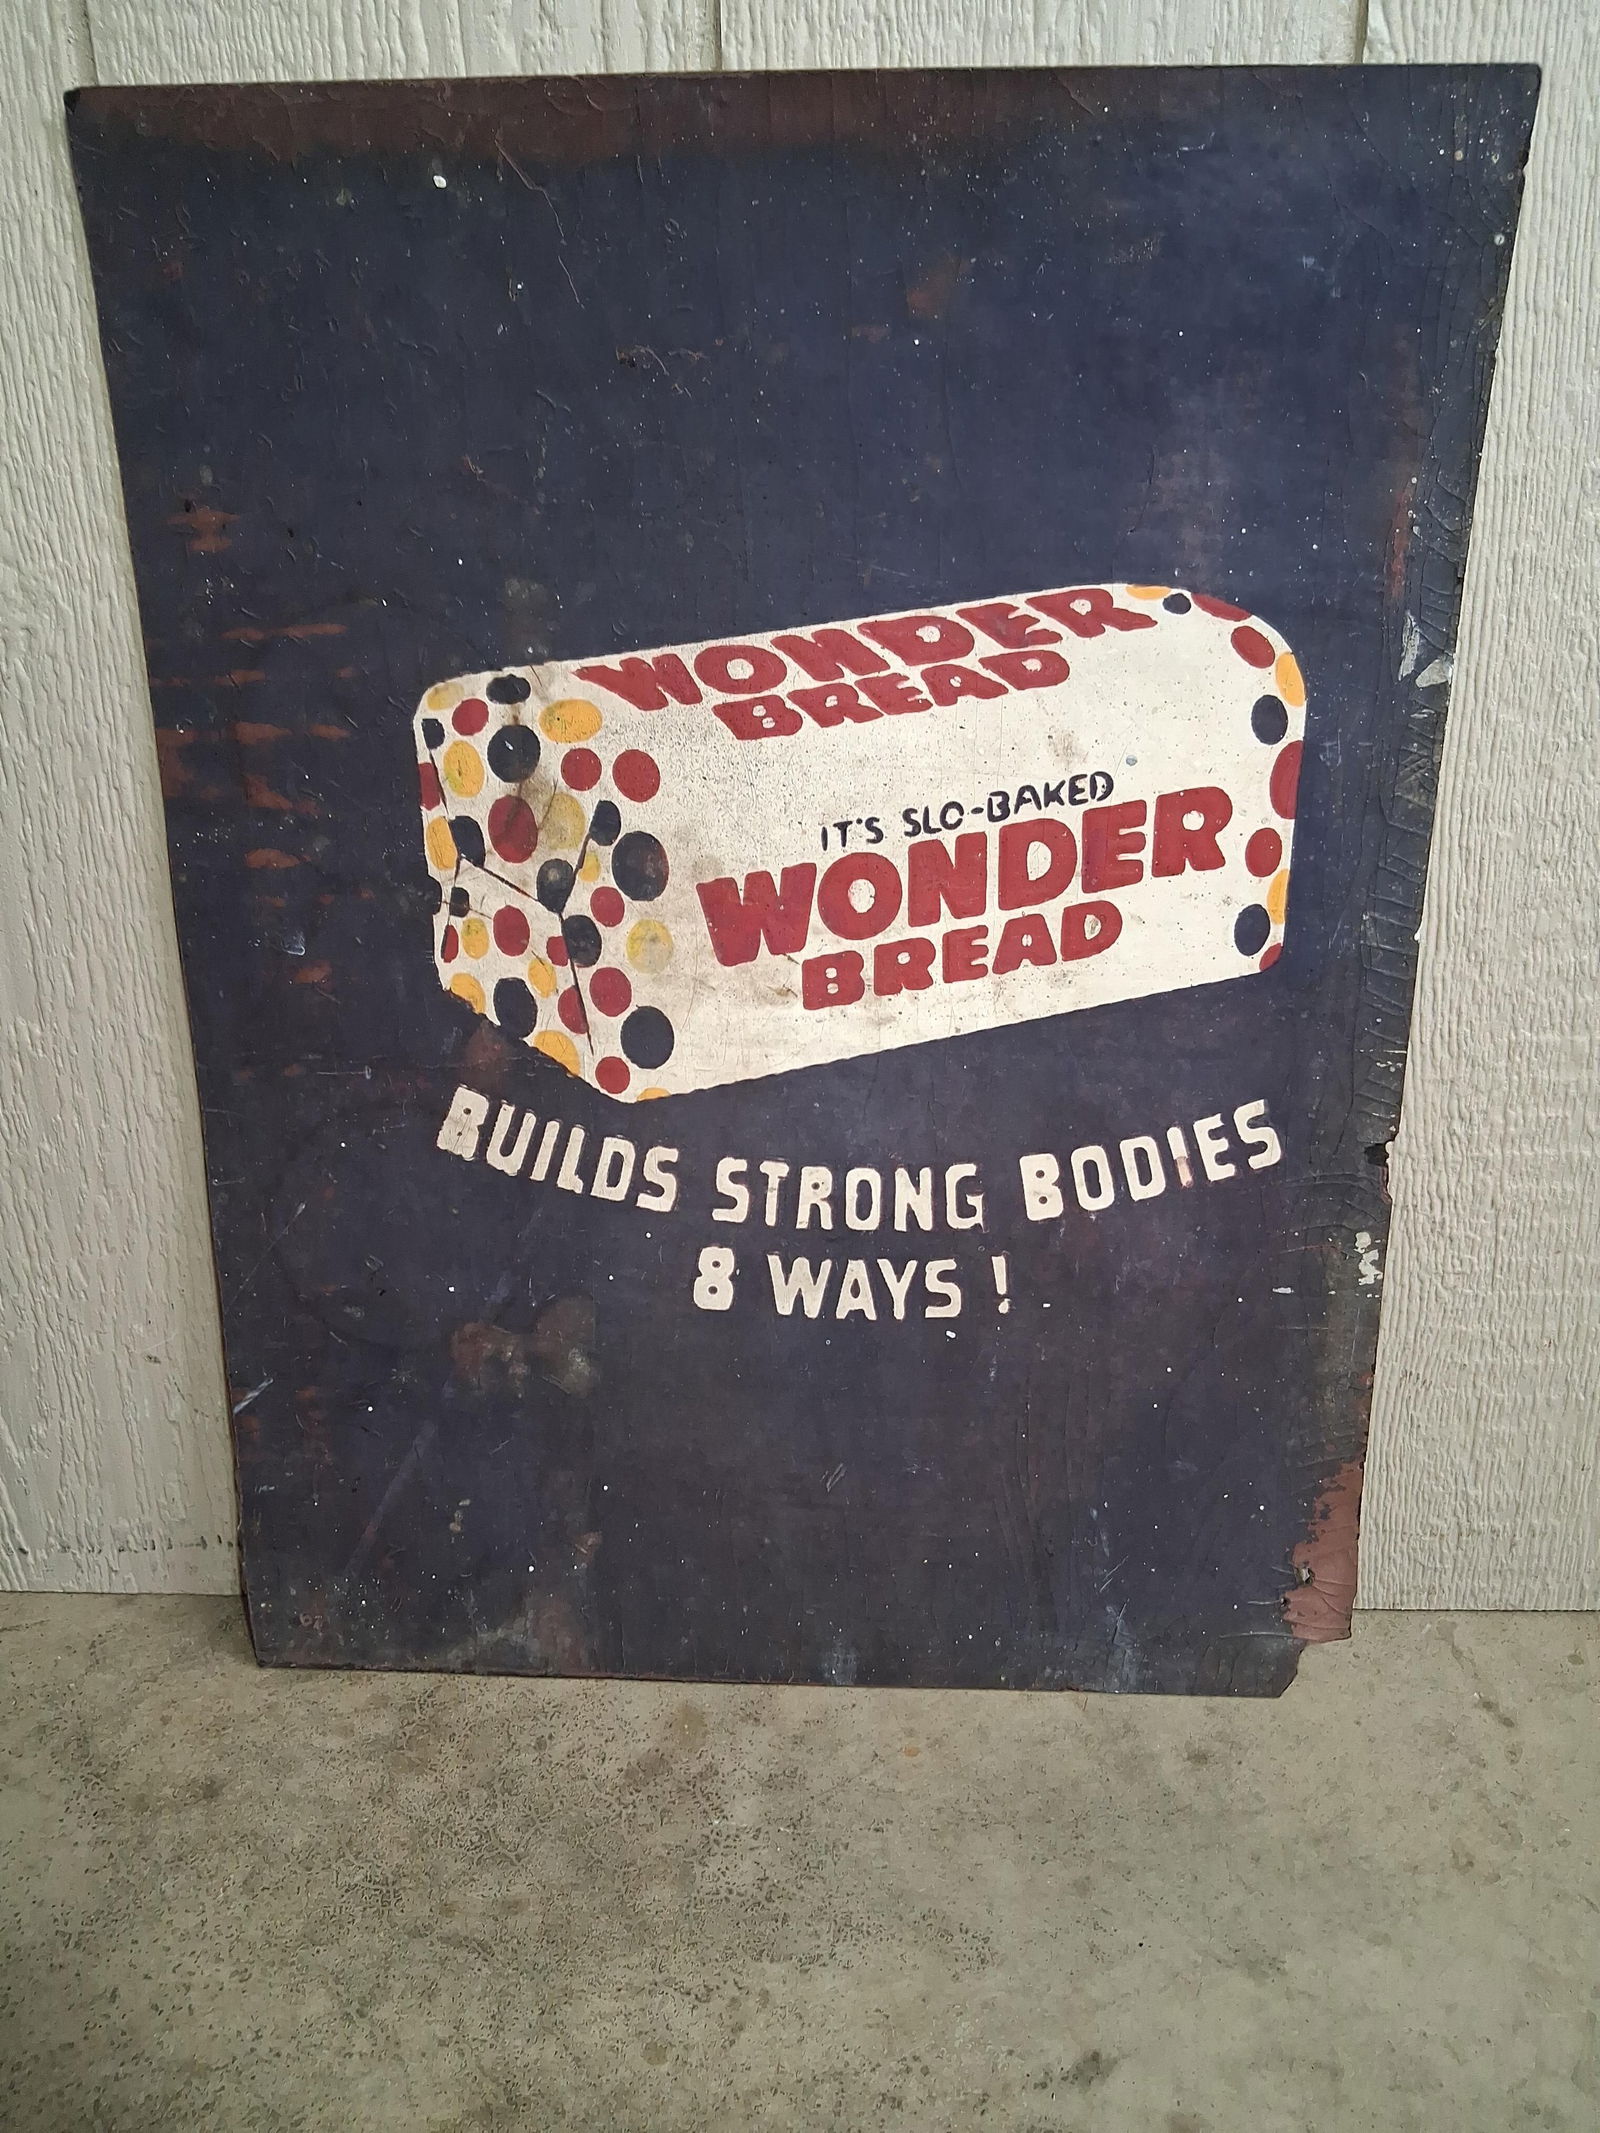 WONDER
BREAD
IT'S SLO-BAKED
WONDER
BREAD
BUILDS STRONG BODIES
8 WAYS !